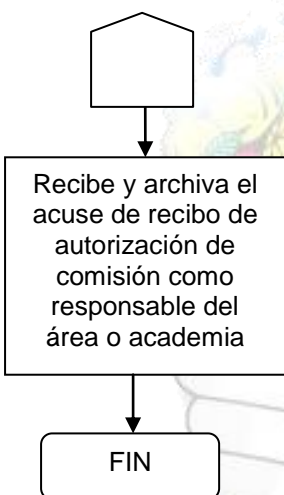 Recibe y archiva el
acuse de recibo de
autorización de
comisión como
responsable del
área o academia
FIN